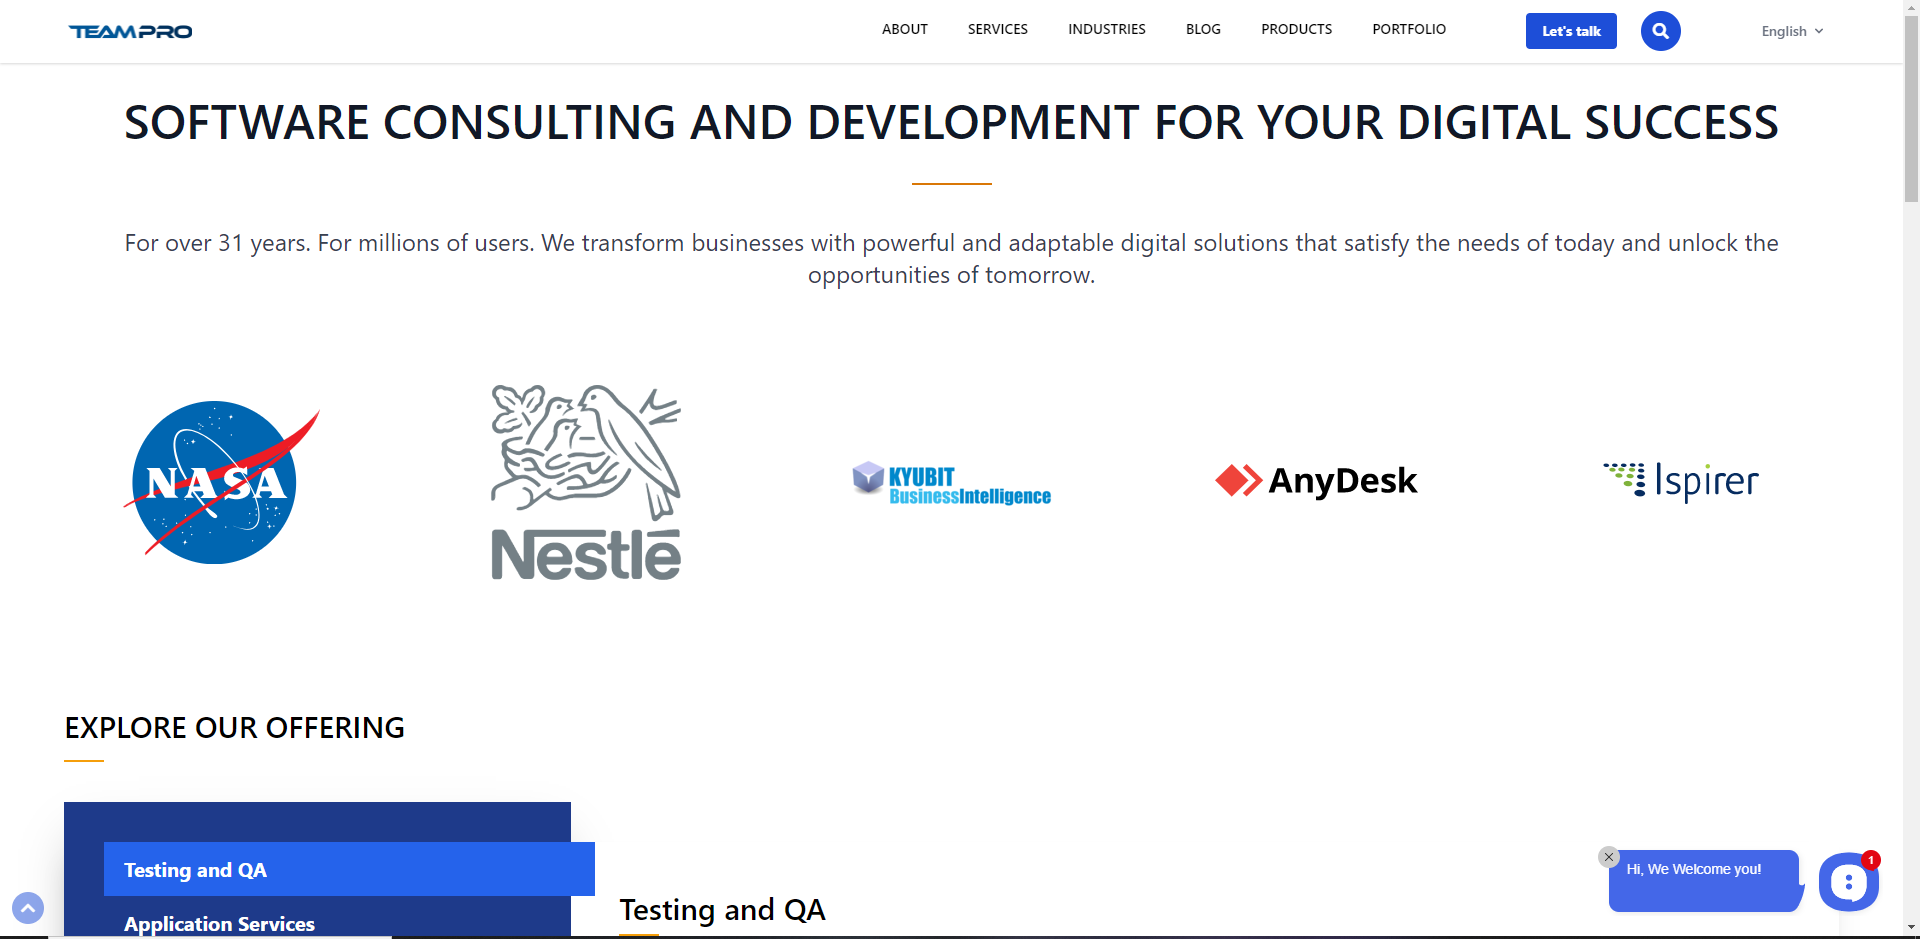 TEAMPRO
ABOUT
SERVICES
INDUSTRIES
BLOG
PRODUCTS
PORTFOLIO
Let's talk
English
SOFTWARE CONSULTING AND DEVELOPMENT FOR YOUR DIGITAL SUCCESS
For over 31 years. For millions of users. We transform businesses with powerful and adaptable digital solutions that satisfy the needs of today and unlock the
opportunities of tomorrow.
NASA
Nestlé
KYUBIT
BusinessIntelligence
AnyDesk
Ispirer
EXPLORE OUR OFFERING
Testing and QA
Application Services
Testing and QA
Hi, We Welcome you!
1